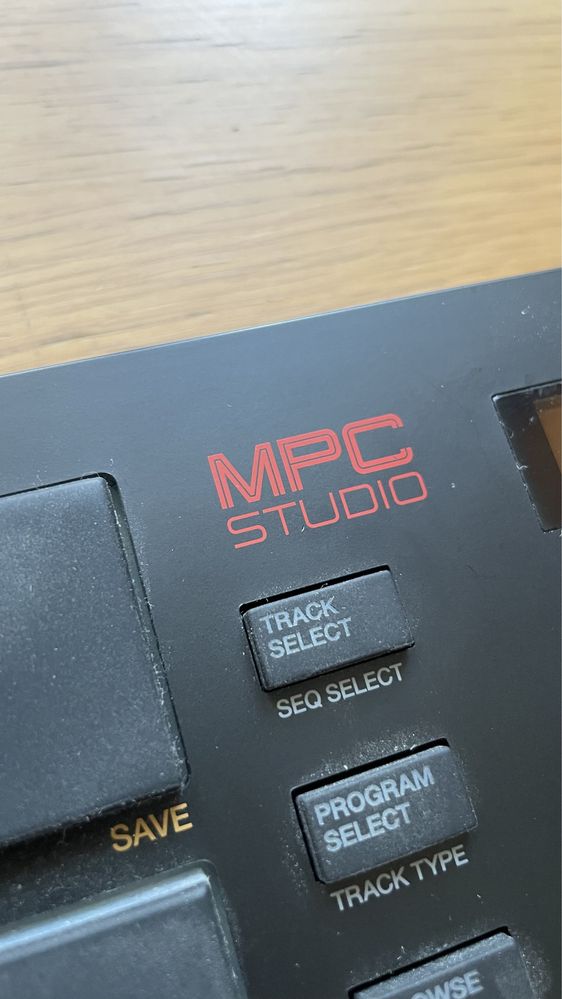 MPC
STUDIO
TRACK
SELECT
SEQ SELECT
PROGRAM
SELECT
SAVE
TRACK TYPE